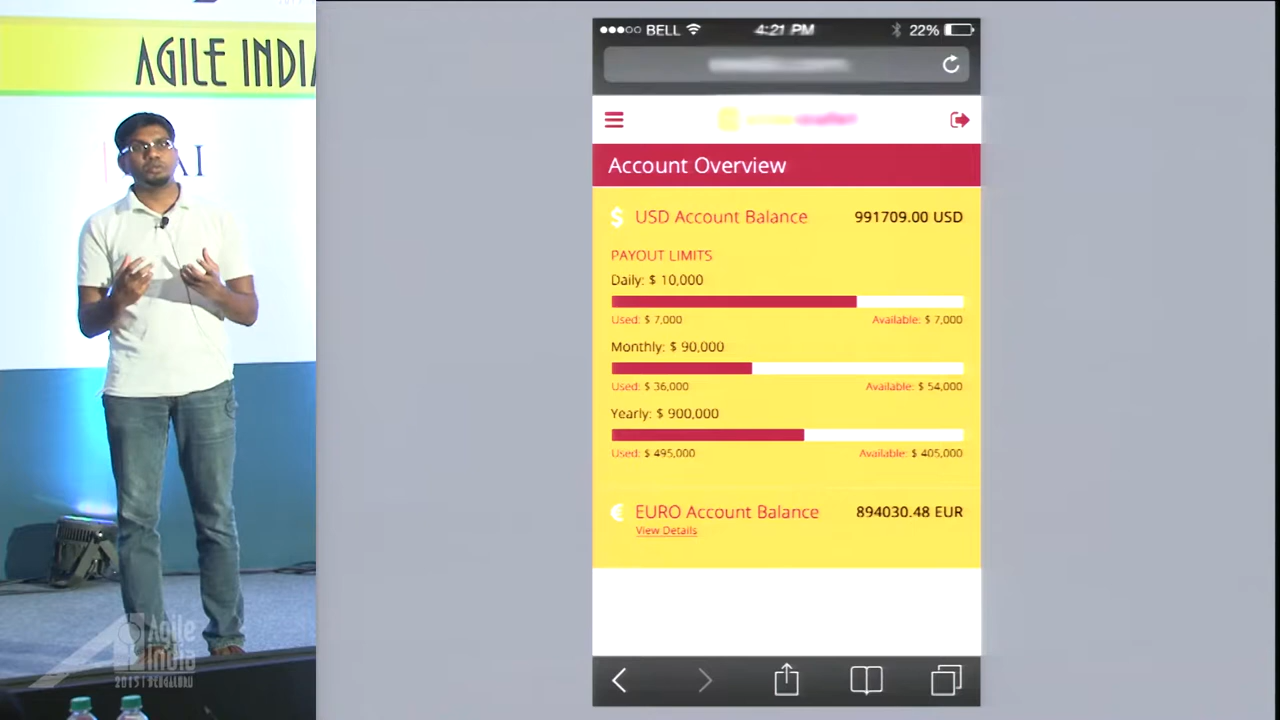 AGILE INDIA
●●●○○ BELL 4:21 PM 22%
Account Overview
$ USD Account Balance 991709.00 USD
PAYOUT LIMITS
Daily: $ 10,000
Used: $ 7,000 Available: $ 7,000
Monthly: $ 90,000
Used: $ 36,000 Available: $ 54,000
Yearly: $ 900,000
Used: $ 495,000 Available: $ 405,000
€ EURO Account Balance 894030.48 EUR
View Details
Agile
India
2015 | BENGALURU